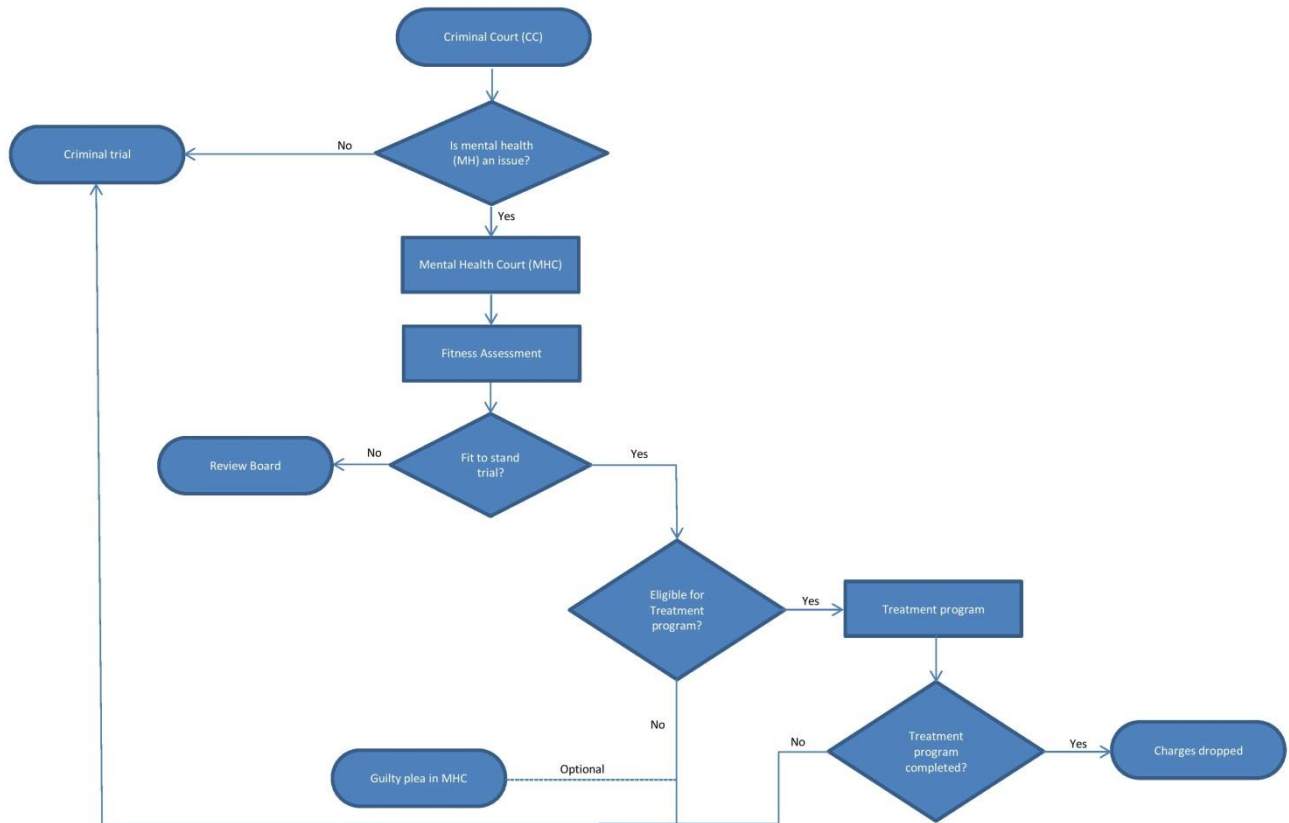 Criminal Court (CC)
Is mental health
(MH) an issue?
No
Criminal trial
Yes
Mental Health Court (MHC)
Fitness Assessment
Fit to stand
trial?
No
Review Board
Yes
Eligible for
Treatment
program?
Yes
Treatment program
No
Treatment
program
completed?
No
Yes
Charges dropped
Guilty plea in MHC
Optional